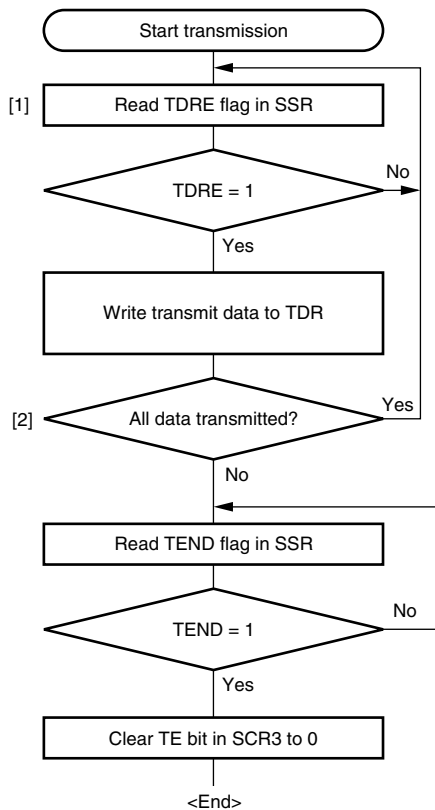 Start transmission
[1]
Read TDRE flag in SSR
No
TDRE = 1
Yes
Write transmit data to TDR
[2]
All data transmitted?
Yes
No
Read TEND flag in SSR
No
TEND = 1
Yes
Clear TE bit in SCR3 to 0
<End>